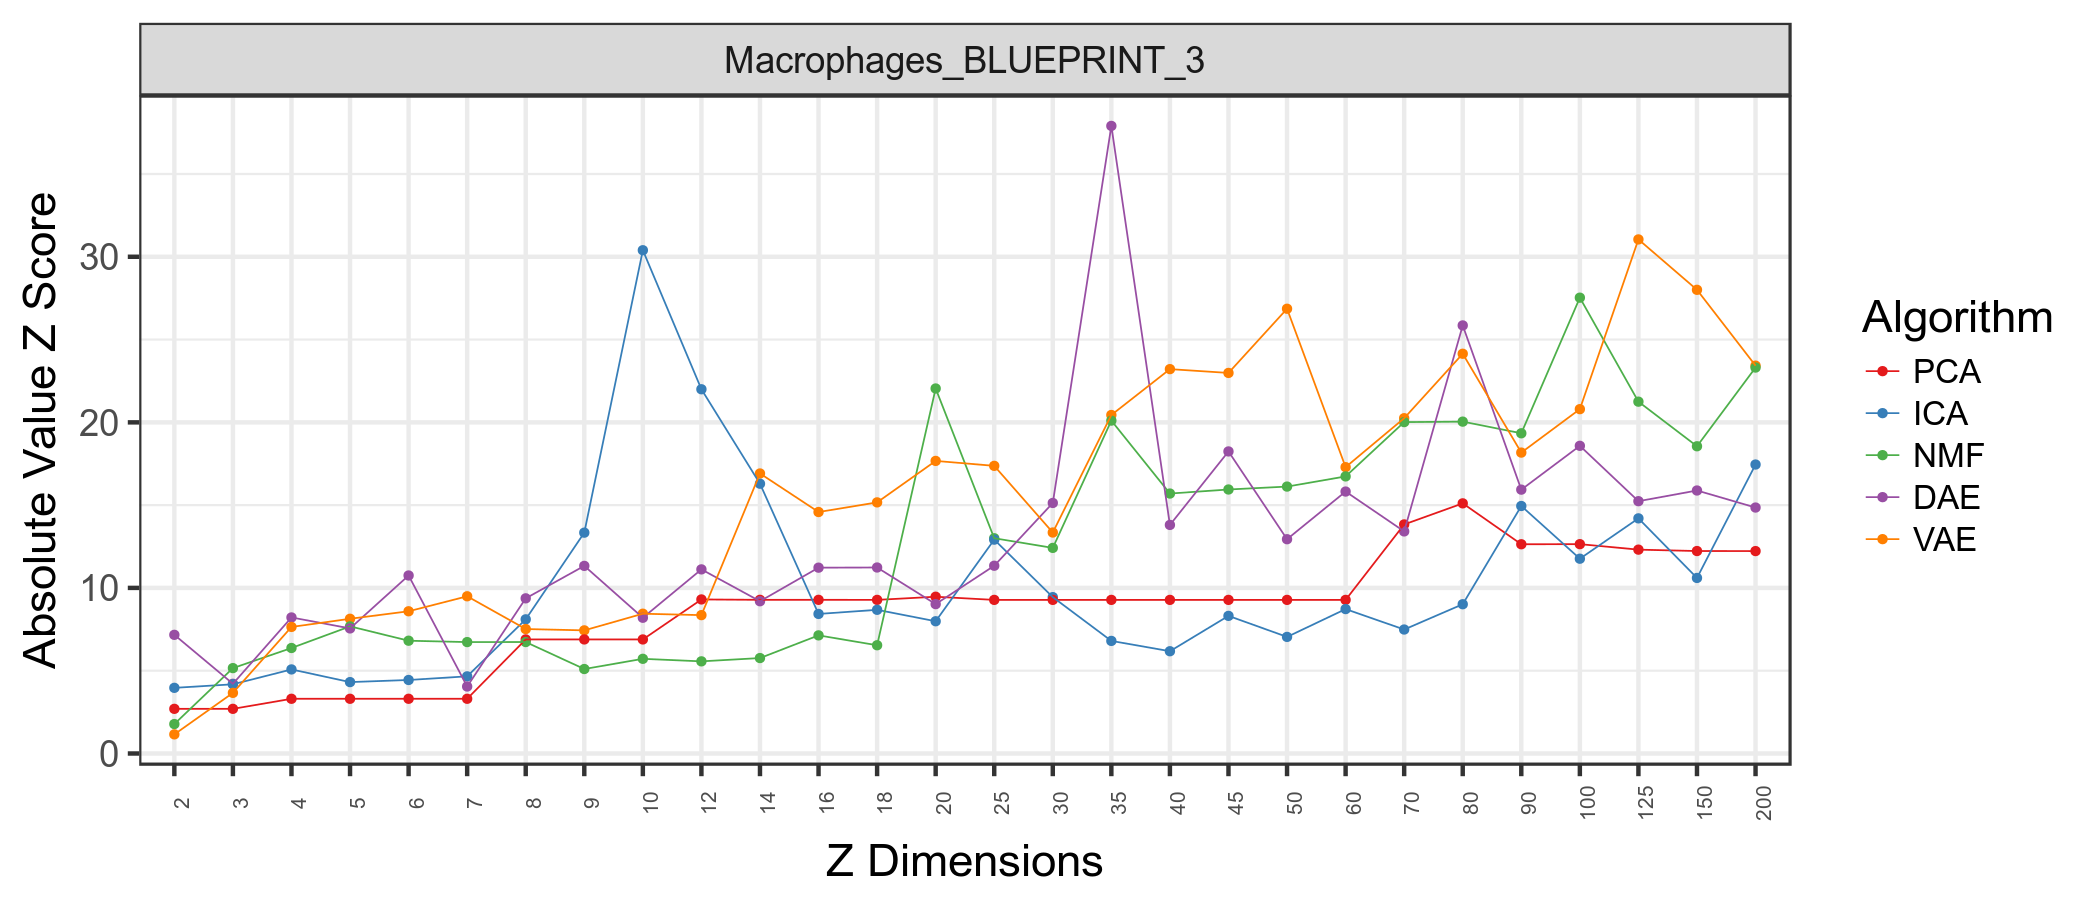 Macrophages_BLUEPRINT_3
Absolute Value Z Score
30
20
10
0
2 3 4 5 6 7 8 9 10 12 14 16 18 20 25 30 35 40 45 50 60 70 80 90 100 125 150 200
Z Dimensions
Algorithm
PCA
ICA
NMF
DAE
VAE